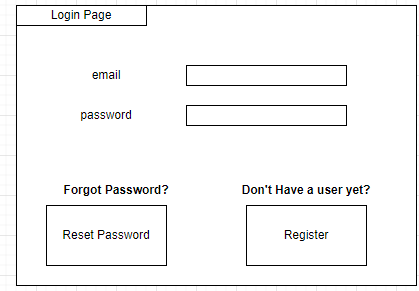 Login Page
email
password
Forgot Password?
Don't Have a user yet?
Reset Password
Register